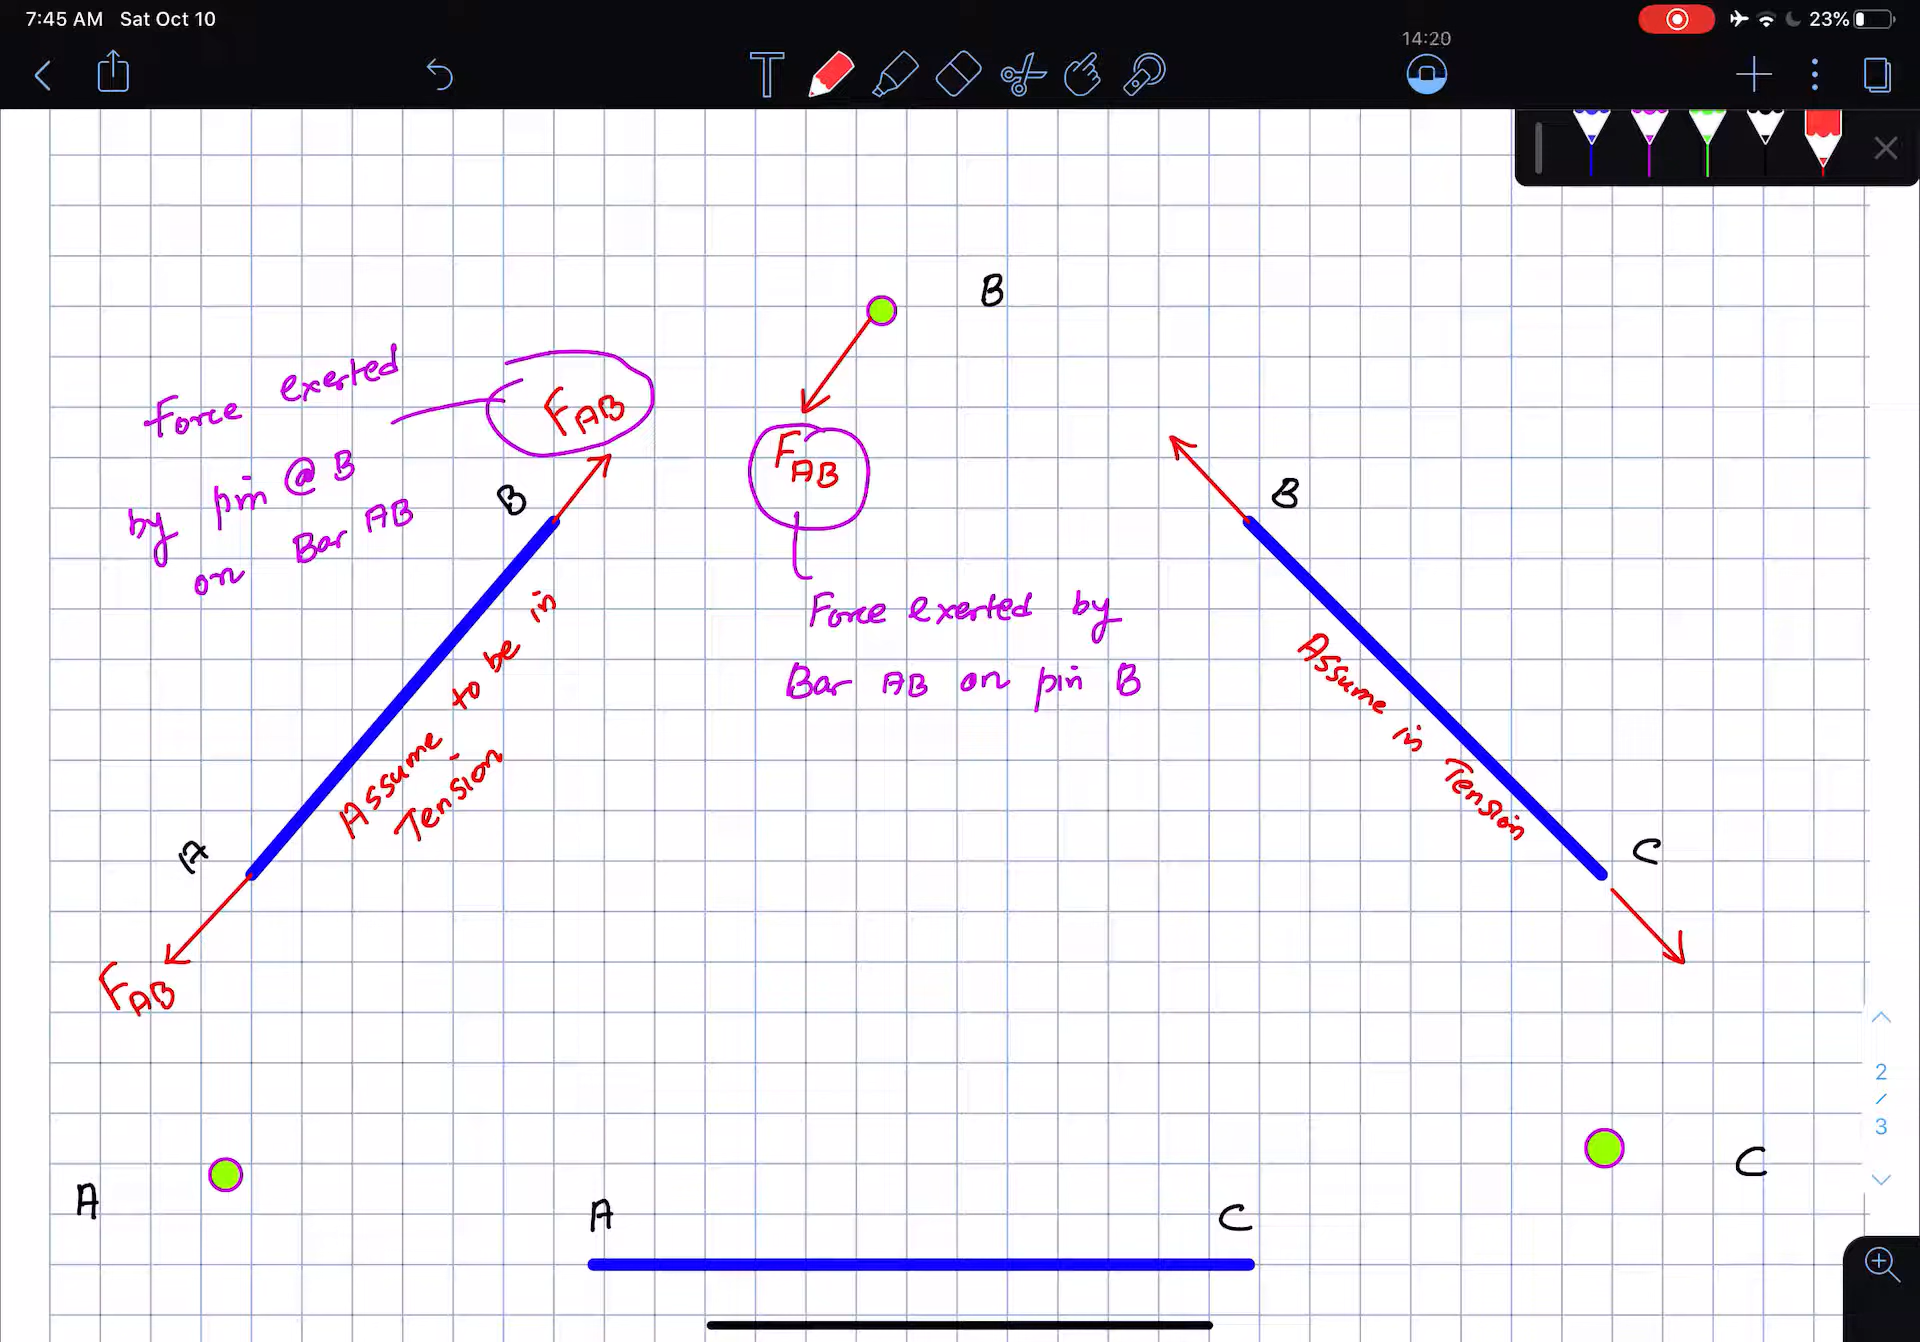 7:45 AM Sat Oct 10
23%
14:20
T
B
Force exerted
by pin @ B
on Bar AB
FAB
B
FAB
Force exerted by
Bar AB on pin B
B
Assume to be in
Tension
A
FAB
Assume in Tension
C
2
/
3
A
A
C
C